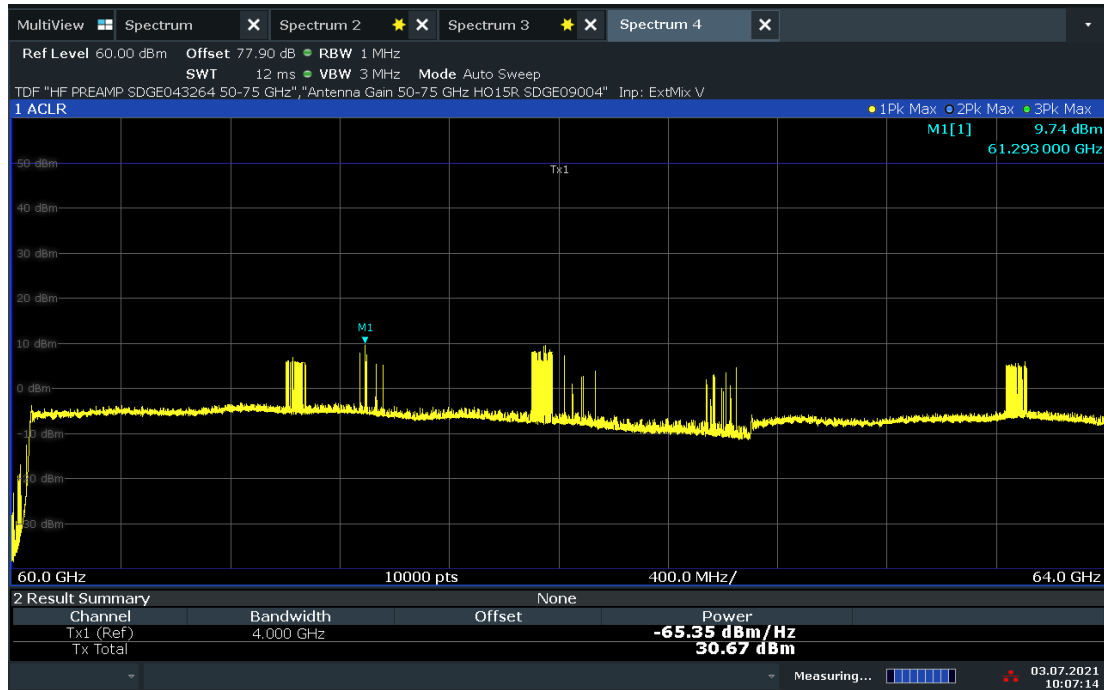 MultiView Spectrum Spectrum 2 Spectrum 3 Spectrum 4
Ref Level 60.00 dBm Offset 77.90 dB RBW 1 MHz
SWT 12 ms VBW 3 MHz Mode Auto Sweep
TDF "HF PREAMP SDGE043264 50-75 GHz","Antenna Gain 50-75 GHz HO15R SDGE09004" Inp: ExtMix V
1 ACLR 1Pk Max 2Pk Max 3Pk Max
M1[1] 9.74 dBm
61.293 000 GHz
50 dBm
Tx1
40 dBm
30 dBm
20 dBm
M1
10 dBm
0 dBm
-10 dBm
-20 dBm
-30 dBm
60.0 GHz 10000 pts 400.0 MHz/ 64.0 GHz
2 Result Summary None
Channel Bandwidth Offset Power
Tx1 (Ref) 4.000 GHz -65.35 dBm/Hz
Tx Total 30.67 dBm
Measuring... 03.07.2021
10:07:14